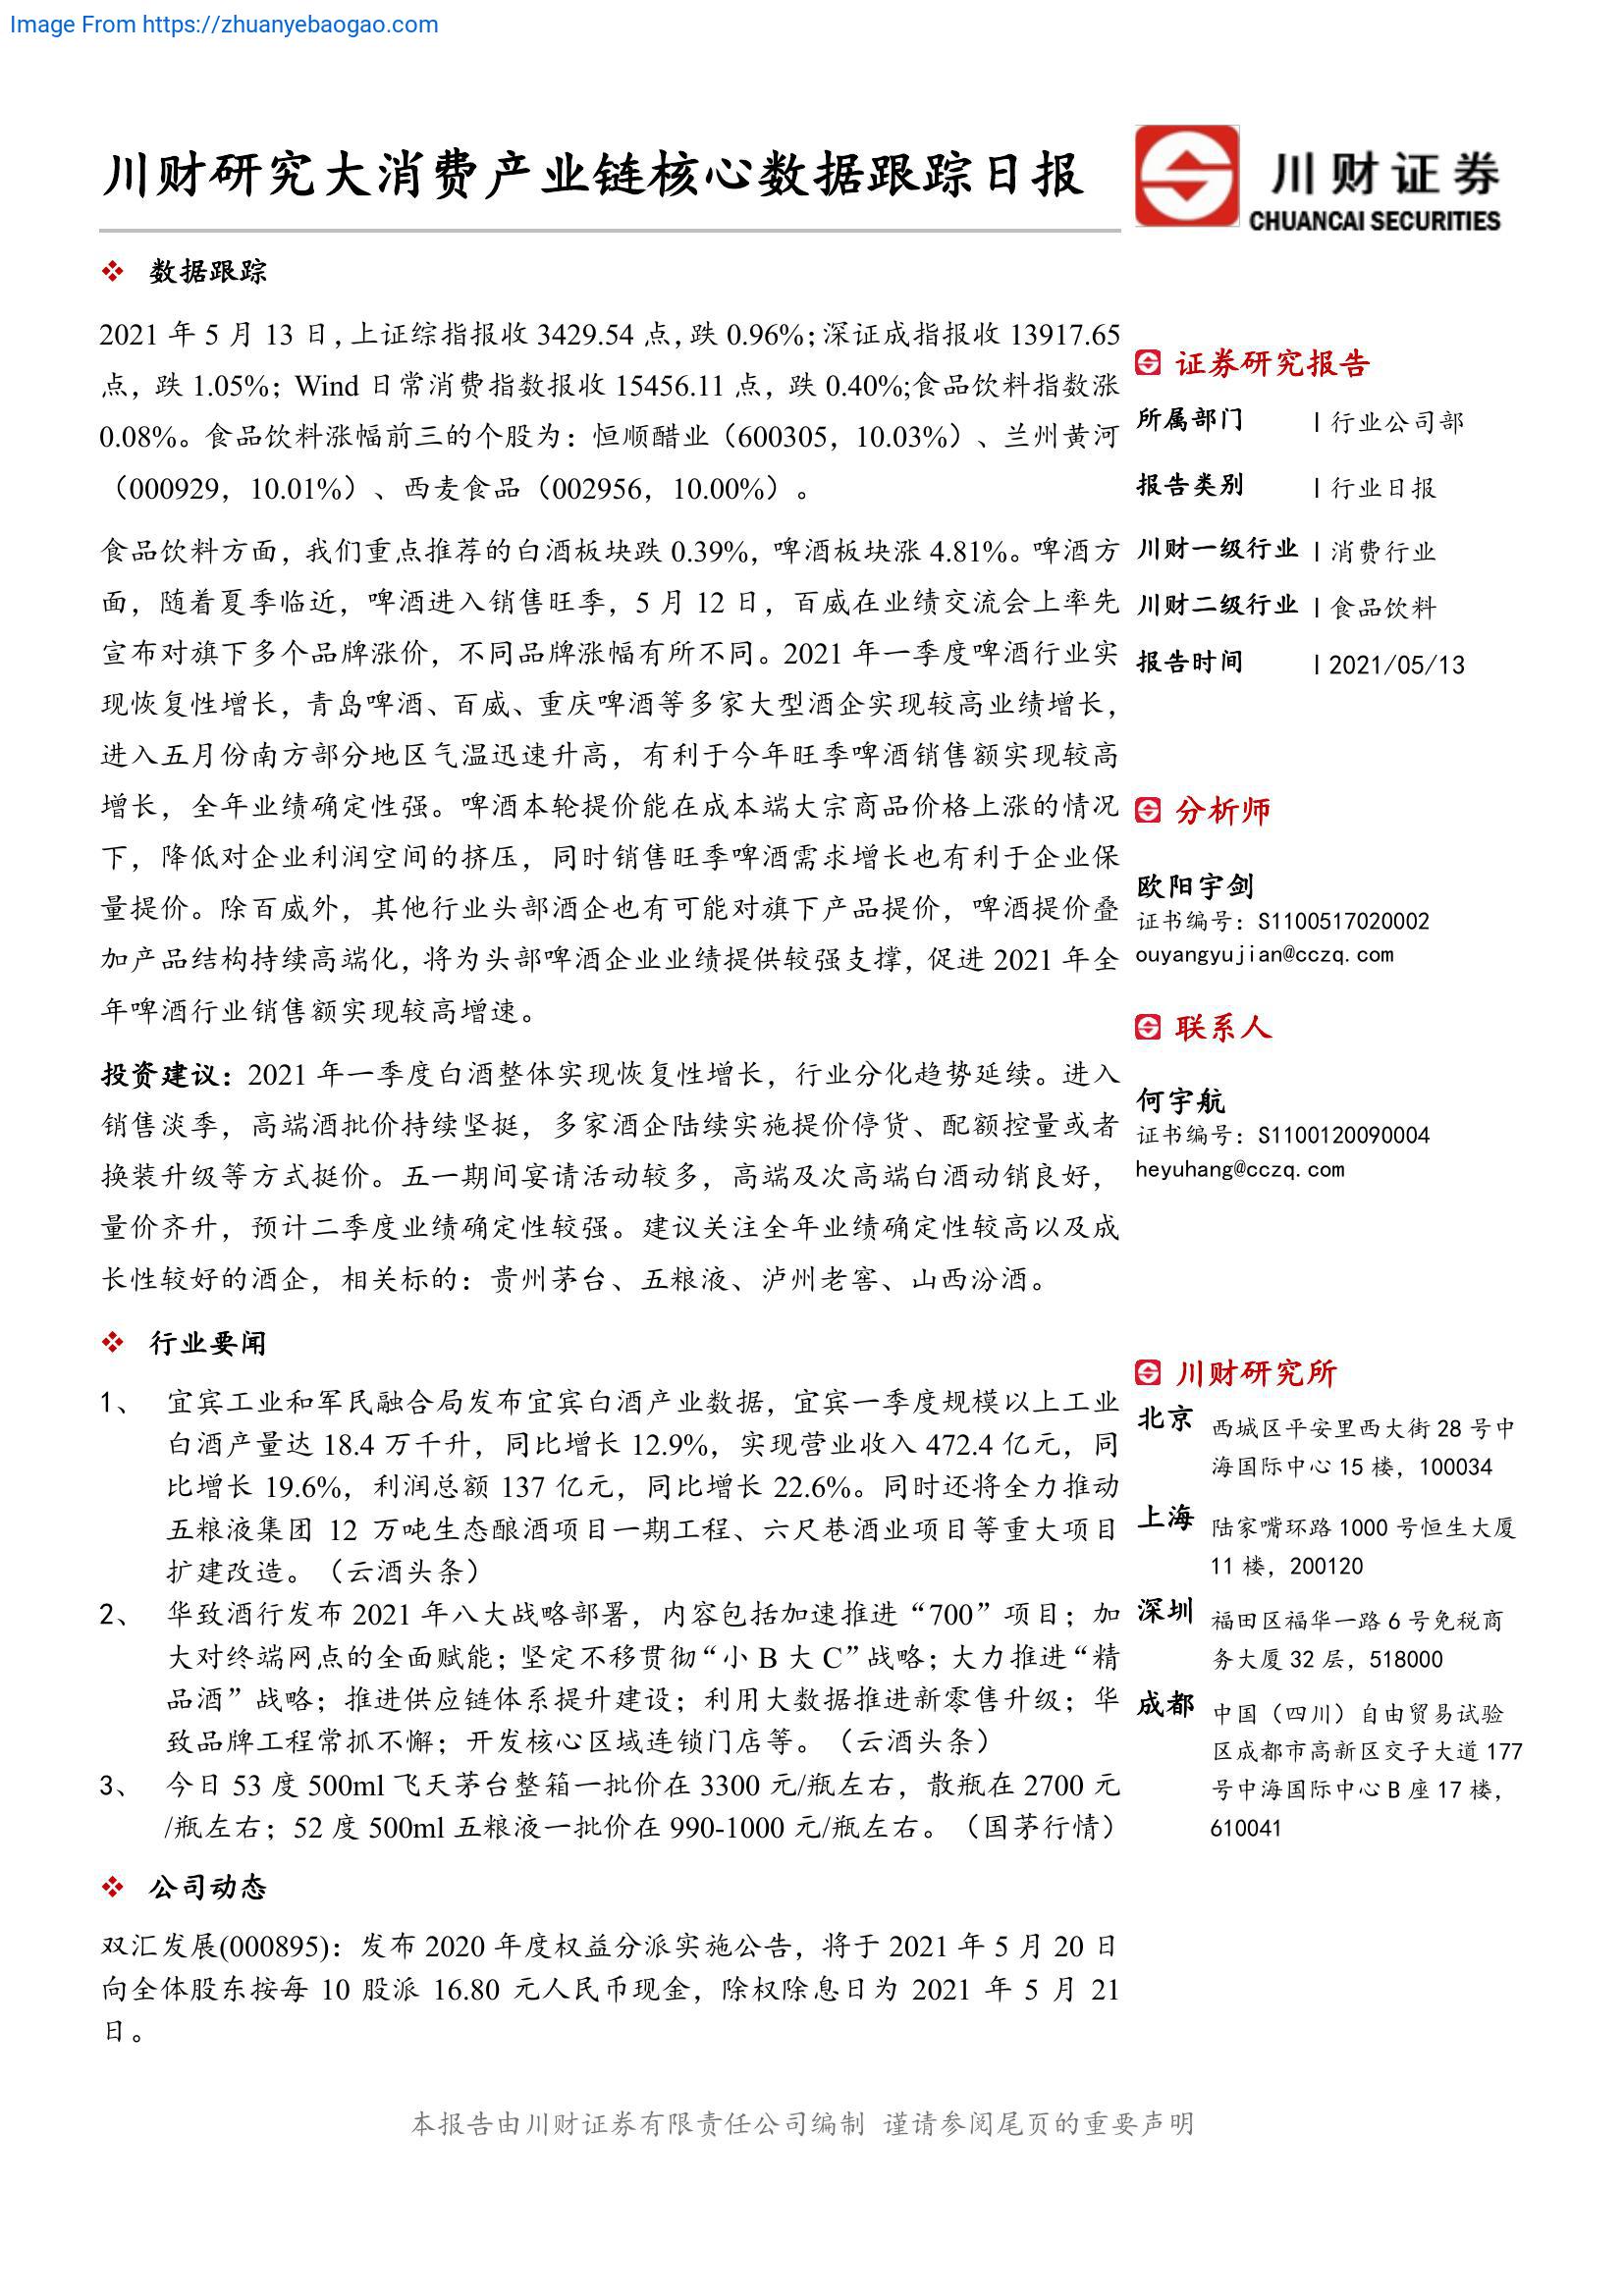 Image From https://zhuanyebaogao.com
川财研究大消费产业链核心数据跟踪日报
川财证券
CHUANCAI SECURITIES
❖ 数据跟踪
2021 年 5 月 13 日，上证综指报收 3429.54 点，跌 0.96%；深证成指报收 13917.65
点，跌 1.05%；Wind 日常消费指数报收 15456.11 点，跌 0.40%;食品饮料指数涨
0.08%。食品饮料涨幅前三的个股为：恒顺醋业（600305，10.03%）、兰州黄河
（000929，10.01%）、西麦食品（002956，10.00%）。
食品饮料方面，我们重点推荐的白酒板块跌 0.39%，啤酒板块涨 4.81%。啤酒方
面，随着夏季临近，啤酒进入销售旺季，5 月 12 日，百威在业绩交流会上率先
宣布对旗下多个品牌涨价，不同品牌涨幅有所不同。2021 年一季度啤酒行业实
现恢复性增长，青岛啤酒、百威、重庆啤酒等多家大型酒企实现较高业绩增长，
进入五月份南方部分地区气温迅速升高，有利于今年旺季啤酒销售额实现较高
增长，全年业绩确定性强。啤酒本轮提价能在成本端大宗商品价格上涨的情况
下，降低对企业利润空间的挤压，同时销售旺季啤酒需求增长也有利于企业保
量提价。除百威外，其他行业头部酒企也有可能对旗下产品提价，啤酒提价叠
加产品结构持续高端化，将为头部啤酒企业业绩提供较强支撑，促进 2021 年全
年啤酒行业销售额实现较高增速。
投资建议：2021 年一季度白酒整体实现恢复性增长，行业分化趋势延续。进入
销售淡季，高端酒批价持续坚挺，多家酒企陆续实施提价停货、配额控量或者
换装升级等方式挺价。五一期间宴请活动较多，高端及次高端白酒动销良好，
量价齐升，预计二季度业绩确定性较强。建议关注全年业绩确定性较高以及成
长性较好的酒企，相关标的：贵州茅台、五粮液、泸州老窖、山西汾酒。
❖ 行业要闻
1、 宜宾工业和军民融合局发布宜宾白酒产业数据，宜宾一季度规模以上工业
白酒产量达 18.4 万千升，同比增长 12.9%，实现营业收入 472.4 亿元，同
比增长 19.6%，利润总额 137 亿元，同比增长 22.6%。同时还将全力推动
五粮液集团 12 万吨生态酿酒项目一期工程、六尺巷酒业项目等重大项目
扩建改造。（云酒头条）
2、 华致酒行发布 2021 年八大战略部署，内容包括加速推进“700”项目；加
大对终端网点的全面赋能；坚定不移贯彻“小 B 大 C”战略；大力推进“精
品酒”战略；推进供应链体系提升建设；利用大数据推进新零售升级；华
致品牌工程常抓不懈；开发核心区域连锁门店等。（云酒头条）
3、 今日 53 度 500ml 飞天茅台整箱一批价在 3300 元/瓶左右，散瓶在 2700 元
/瓶左右；52 度 500ml 五粮液一批价在 990-1000 元/瓶左右。（国茅行情）
❖ 公司动态
双汇发展(000895)：发布 2020 年度权益分派实施公告，将于 2021 年 5 月 20 日
向全体股东按每 10 股派 16.80 元人民币现金，除权除息日为 2021 年 5 月 21
日。
证券研究报告
所属部门 | 行业公司部
报告类别 | 行业日报
川财一级行业 | 消费行业
川财二级行业 | 食品饮料
报告时间 | 2021/05/13
分析师
欧阳宇剑
证书编号：S1100517020002
ouyangyujian@cczq.com
联系人
何宇航
证书编号：S1100120090004
heyuhang@cczq.com
川财研究所
北京 西城区平安里西大街 28 号中
海国际中心 15 楼，100034
上海 陆家嘴环路 1000 号恒生大厦
11 楼，200120
深圳 福田区福华一路 6 号免税商
务大厦 32 层，518000
成都 中国（四川）自由贸易试验
区成都市高新区交子大道 177
号中海国际中心 B 座 17 楼，
610041
本报告由川财证券有限责任公司编制 谨请参阅尾页的重要声明